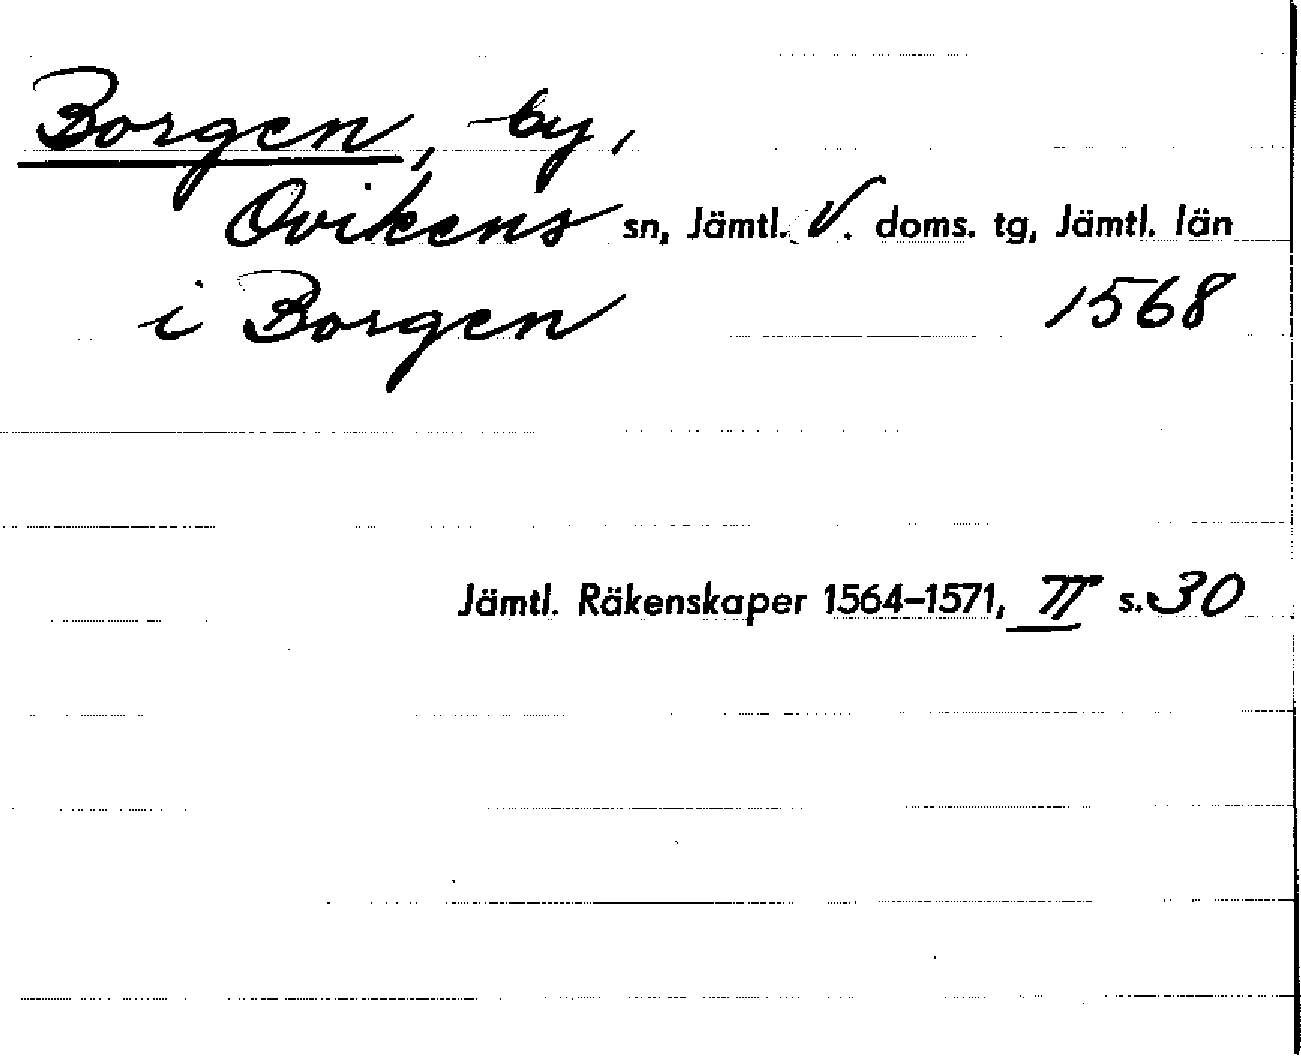 Borgen, by,
Ovikens sn, Jämtl. V. doms. tg, Jämtl. län
i Borgen 1568
Jämtl. Räkenskaper 1564–1571, II s. 30